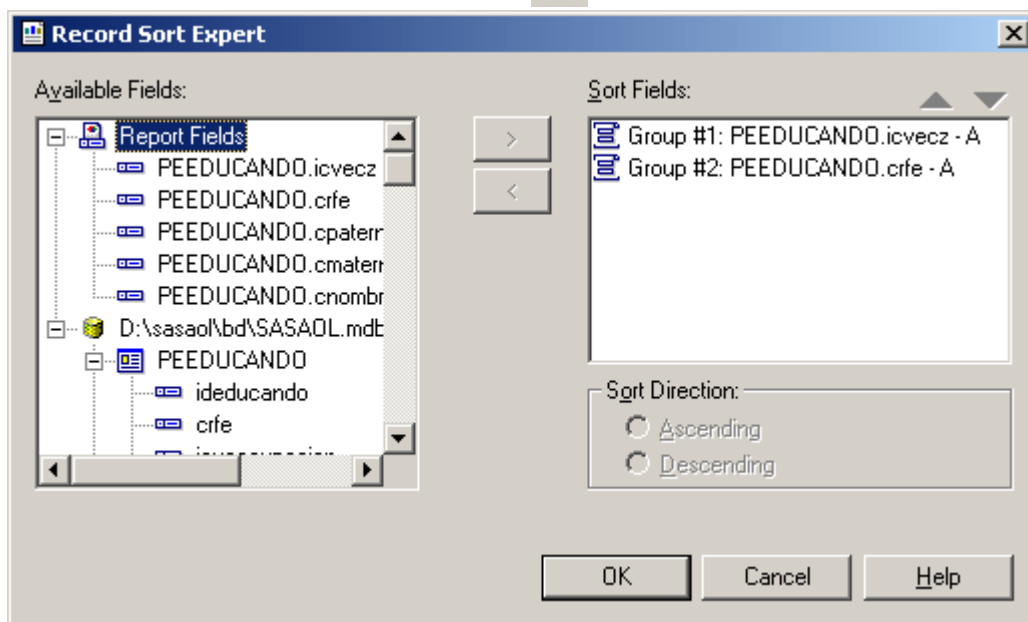 Record Sort Expert
Available Fields:
Report Fields
PEEDUCANDO.icvecz
PEEDUCANDO.crfe
PEEDUCANDO.cpatern
PEEDUCANDO.cmatern
PEEDUCANDO.cnombr
D:\sasaol\bd\SASAOL.mdb
PEEDUCANDO
ideducando
crfe
>
<
Sort Fields:
Group #1: PEEDUCANDO.icvecz - A
Group #2: PEEDUCANDO.crfe - A
Sort Direction:
Ascending
Descending
OK Cancel Help